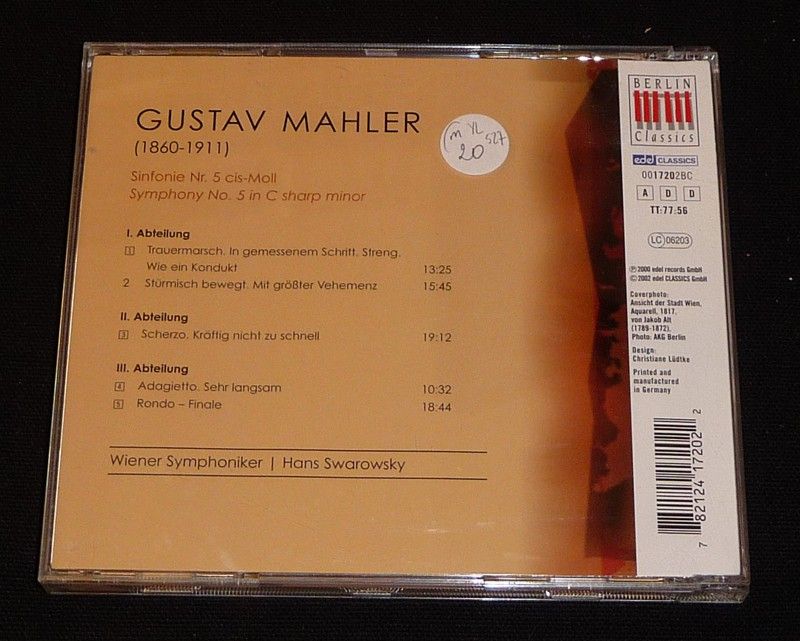 GUSTAV MAHLER
(1860-1911)
Sinfonie Nr. 5 cis-Moll
Symphony No. 5 in C sharp minor
I. Abteilung
1 Trauermarsch. In gemessenem Schritt. Streng.
Wie ein Kondukt 13:25
2 Stürmisch bewegt. Mit größter Vehemenz 15:45
II. Abteilung
3 Scherzo. Kräftig nicht zu schnell 19:12
III. Abteilung
4 Adagietto. Sehr langsam 10:32
5 Rondo – Finale 18:44
Wiener Symphoniker | Hans Swarowsky
20
BERLIN
Classics
edel CLASSICS
0017202BC
A D D
TT:77:56
LC 06203
℗ 2000 edel records GmbH
© 2002 edel CLASSICS GmbH
Coverphoto:
Ansicht der Stadt Wien,
Aquarell, 1817,
von Jakob Alt
(1789-1872).
Photo: AKG Berlin
Design:
Christiane Lüdtke
Printed and
manufactured
in Germany
7 82124 17202 2